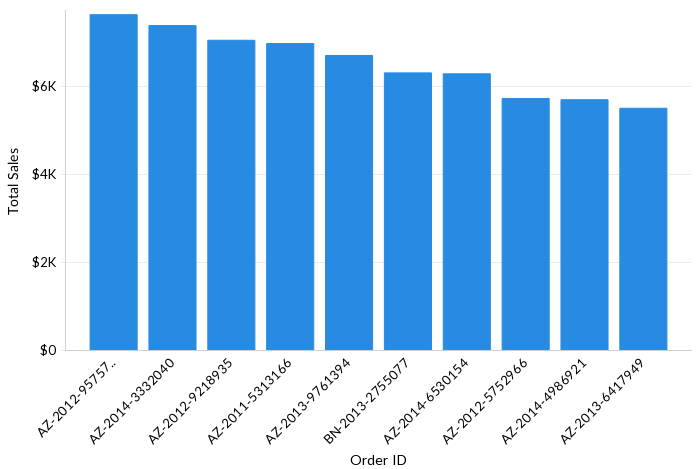 Total Sales
$6K
$4K
$2K
$0
AZ-2012-95757..
AZ-2014-3332040
AZ-2012-9218935
AZ-2011-5313166
AZ-2013-9761394
BN-2013-2755077
AZ-2014-6530154
AZ-2012-5752966
AZ-2014-4986921
AZ-2013-6417949
Order ID